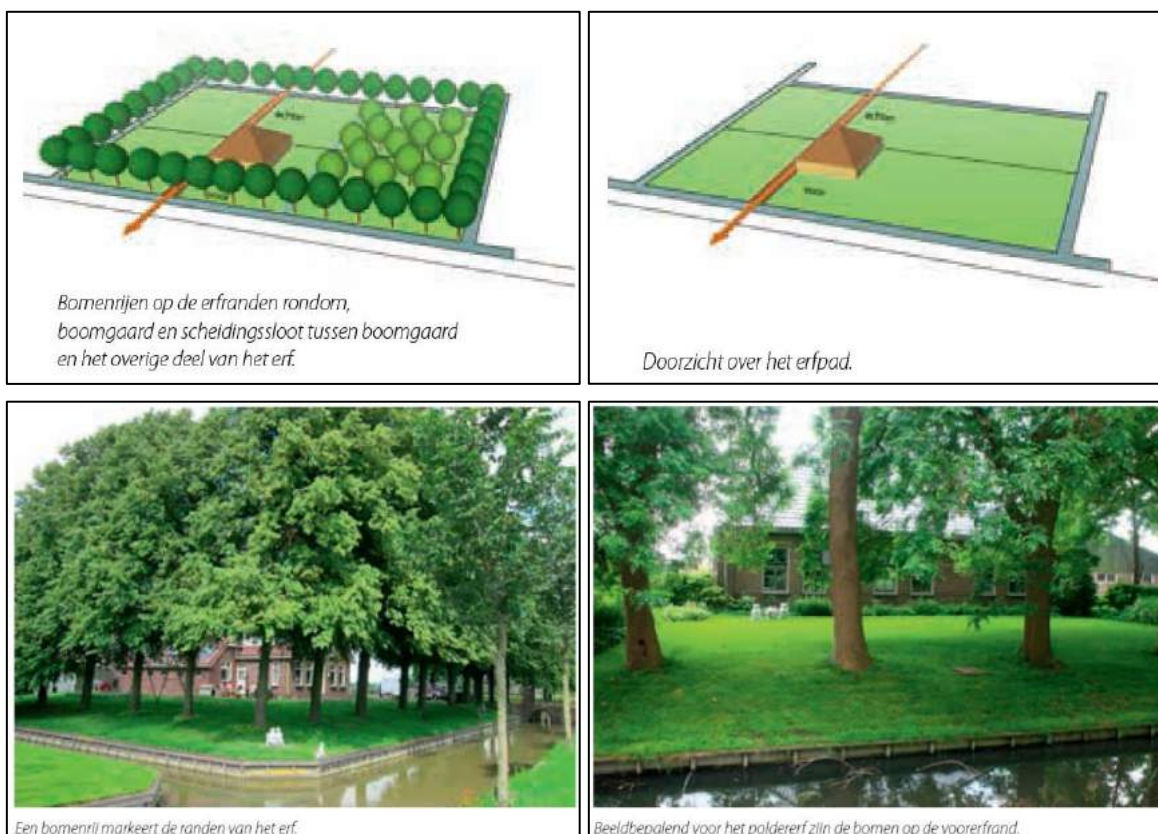 achter
voor
Bomenrijen op de erfranden rondom,
boomgaard en scheidingssloot tussen boomgaard
en het overige deel van het erf.
achter
voor
Doorzicht over het erfpad.
Een bomenrij markeert de randen van het erf.
Beeldbepalend voor het poldererf zijn de bomen op de voorerfrand.